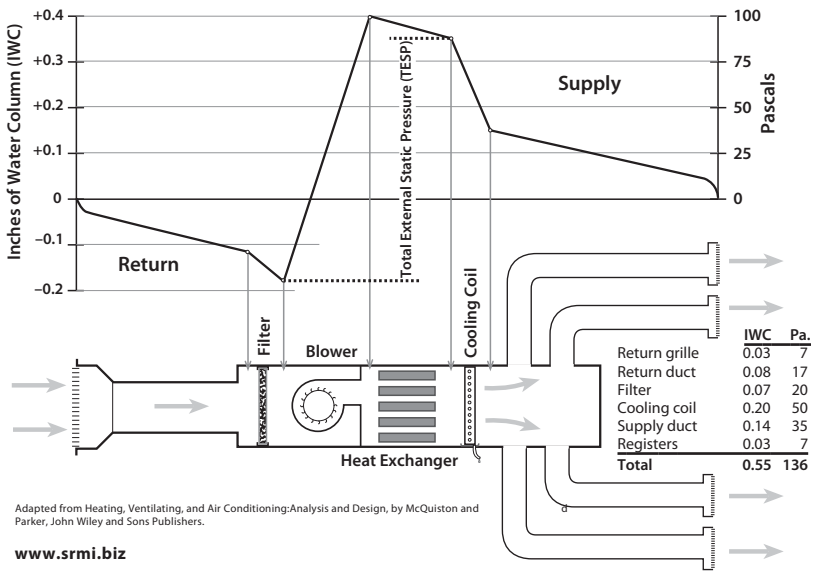 +0.4
+0.3
+0.2
+0.1
0
−0.1
−0.2
Inches of Water Column (IWC)
100
75
50
25
0
Pascals
Total External Static Pressure (TESP)
Supply
Return
Filter
Blower
Cooling Coil
Heat Exchanger
IWC Pa.
Return grille 0.03 7
Return duct 0.08 17
Filter 0.07 20
Cooling coil 0.20 50
Supply duct 0.14 35
Registers 0.03 7
Total 0.55 136
d
Adapted from Heating, Ventilating, and Air Conditioning:Analysis and Design, by McQuiston and
Parker, John Wiley and Sons Publishers.
www.srmi.biz